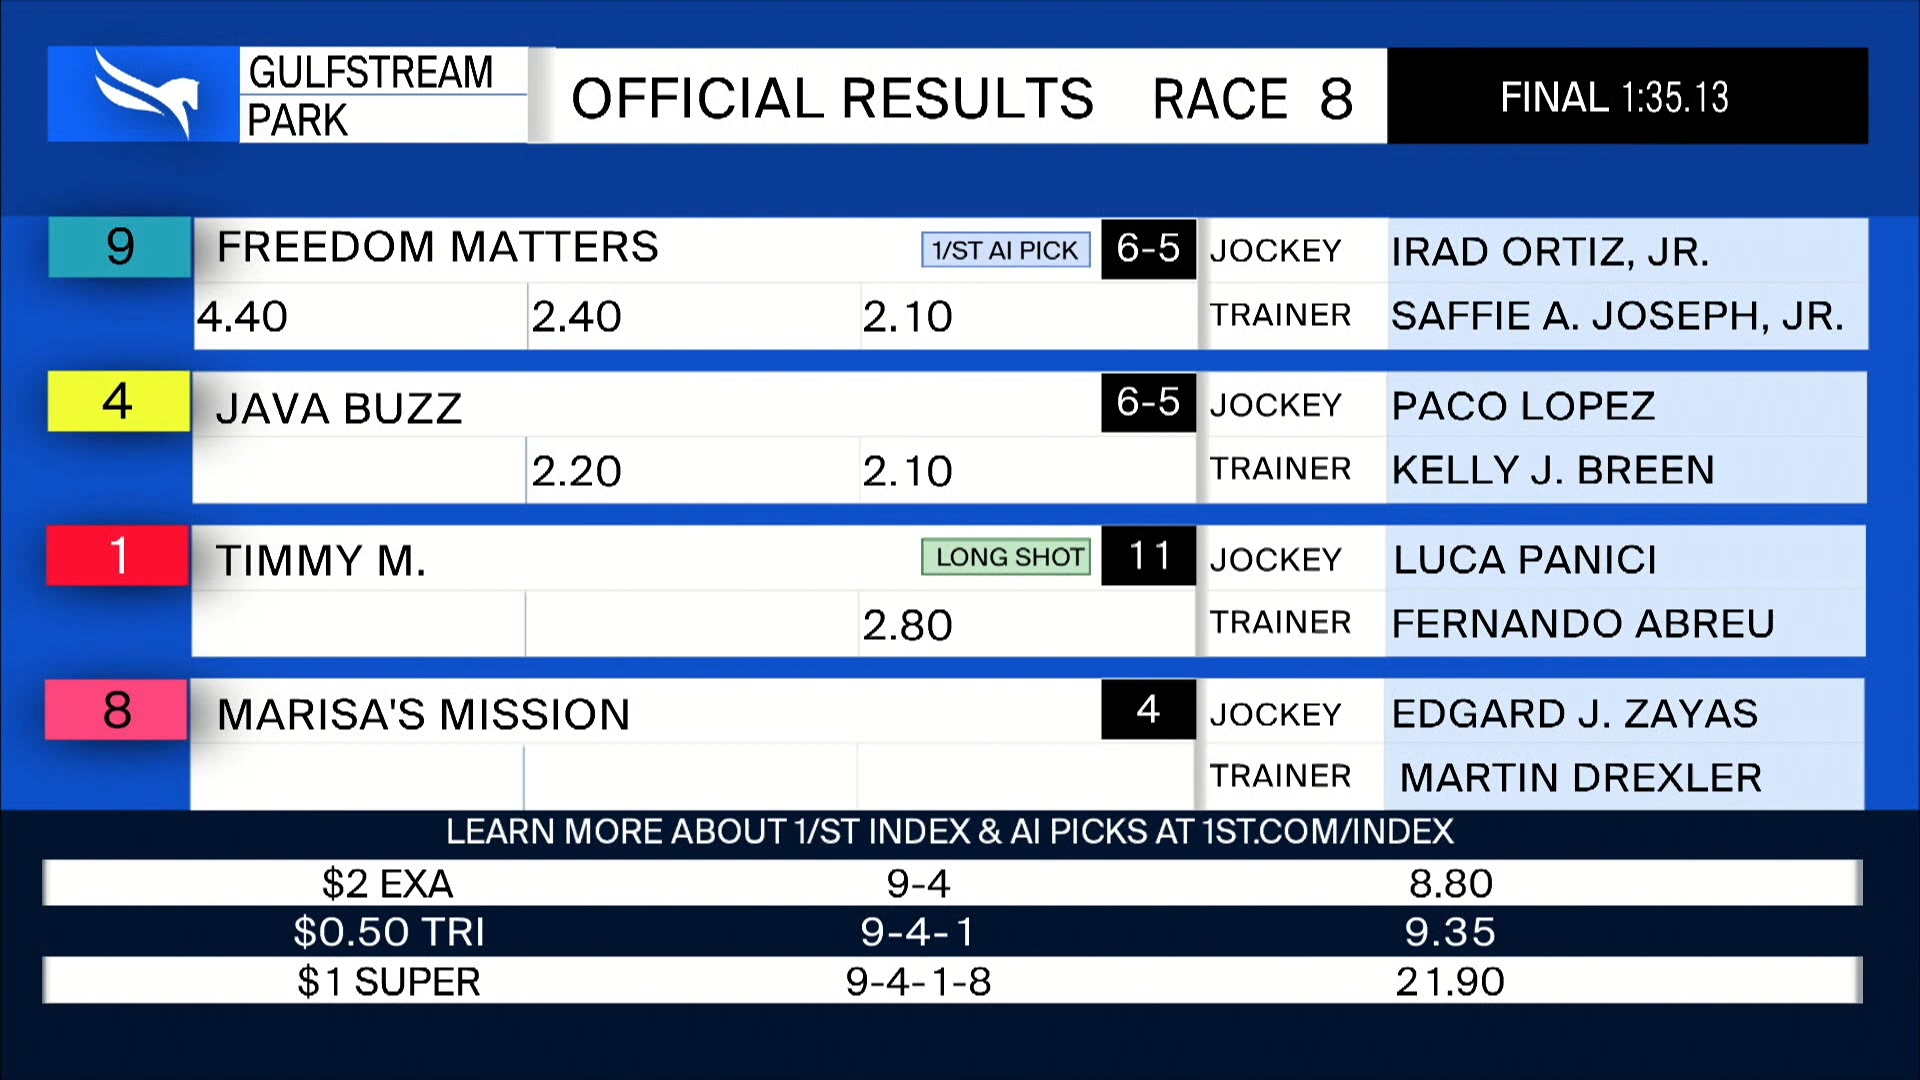 GULFSTREAM
PARK
OFFICIAL RESULTS RACE 8
FINAL 1:35.13
9 FREEDOM MATTERS 1/ST AI PICK 6-5 JOCKEY IRAD ORTIZ, JR.
4.40 2.40 2.10 TRAINER SAFFIE A. JOSEPH, JR.
4 JAVA BUZZ 6-5 JOCKEY PACO LOPEZ
2.20 2.10 TRAINER KELLY J. BREEN
1 TIMMY M. LONG SHOT 11 JOCKEY LUCA PANICI
2.80 TRAINER FERNANDO ABREU
8 MARISA'S MISSION 4 JOCKEY EDGARD J. ZAYAS
TRAINER MARTIN DREXLER
LEARN MORE ABOUT 1/ST INDEX & AI PICKS AT 1ST.COM/INDEX
$2 EXA 9-4 8.80
$0.50 TRI 9-4-1 9.35
$1 SUPER 9-4-1-8 21.90